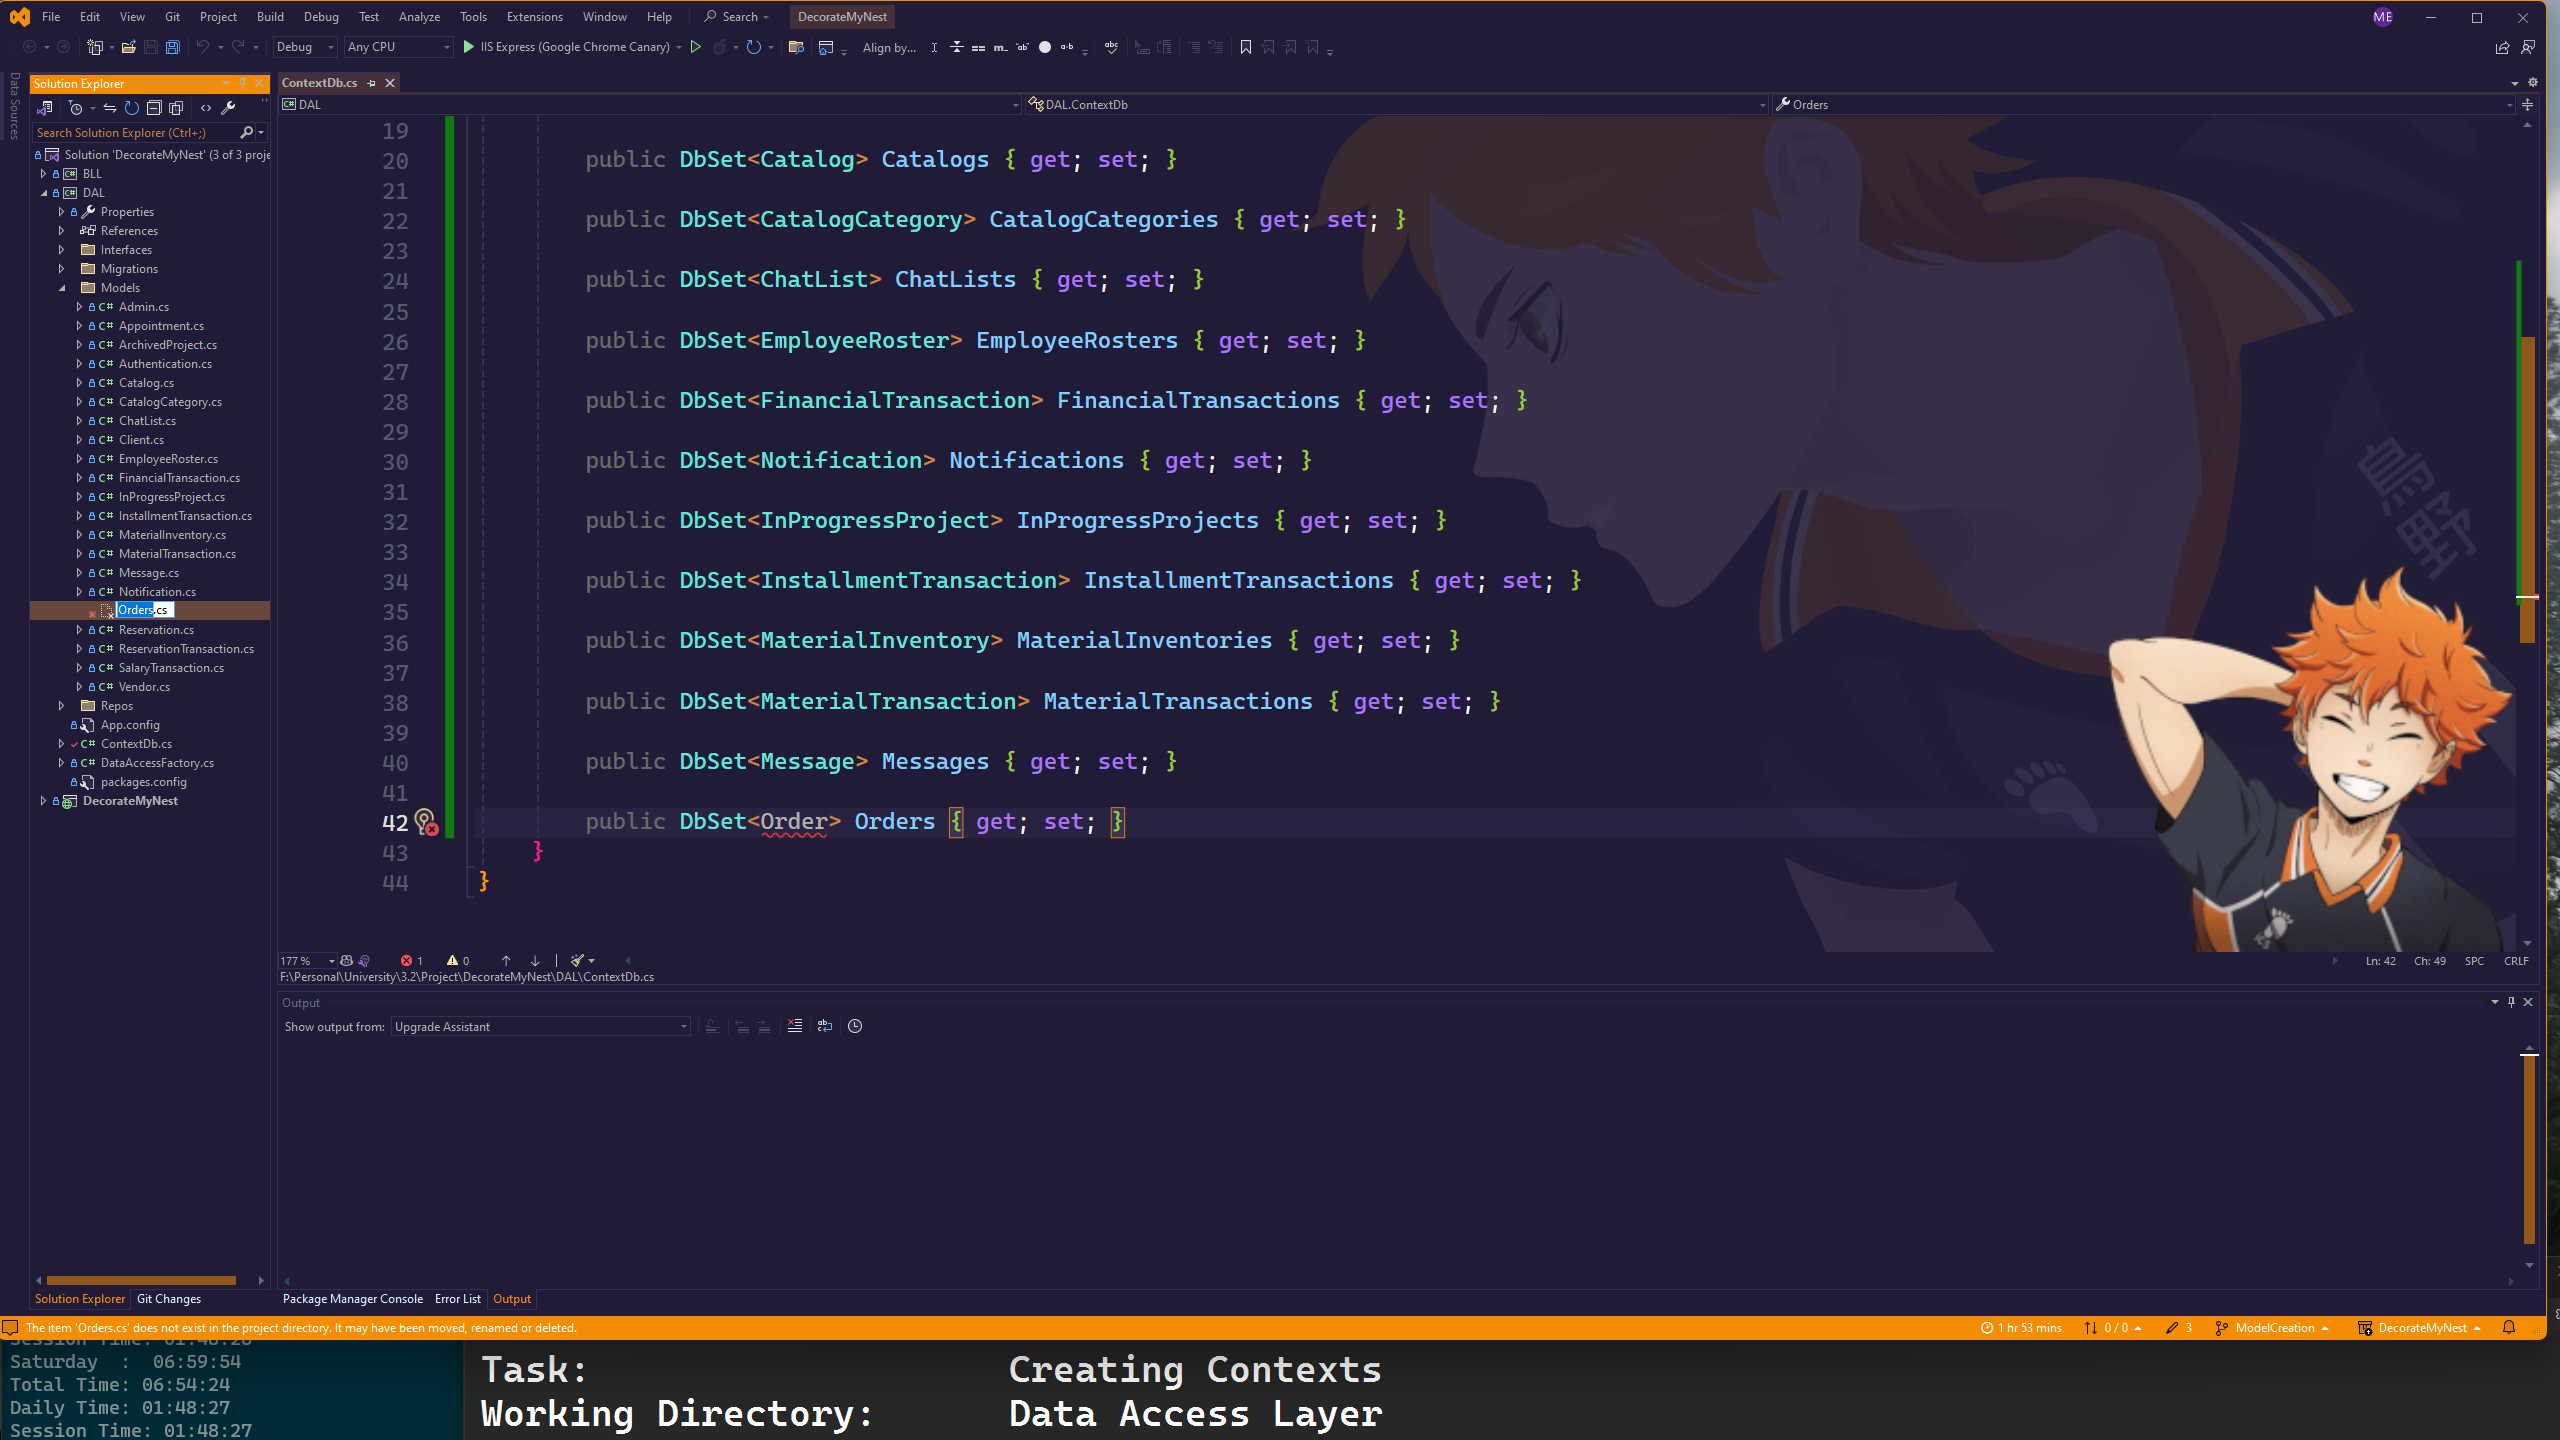 File Edit View Git Project Build Debug Test Analyze Tools Extensions Window Help Search DecorateMyNest ME
Debug Any CPU IIS Express (Google Chrome Canary) Align by...
Data Sources
Solution Explorer
Search Solution Explorer (Ctrl+;)
Solution 'DecorateMyNest' (3 of 3 proje
BLL
DAL
Properties
References
Interfaces
Migrations
Models
Admin.cs
Appointment.cs
ArchivedProject.cs
Authentication.cs
Catalog.cs
CatalogCategory.cs
ChatList.cs
Client.cs
EmployeeRoster.cs
FinancialTransaction.cs
InProgressProject.cs
InstallmentTransaction.cs
MaterialInventory.cs
MaterialTransaction.cs
Message.cs
Notification.cs
Orders.cs
Reservation.cs
ReservationTransaction.cs
SalaryTransaction.cs
Vendor.cs
Repos
App.config
ContextDb.cs
DataAccessFactory.cs
packages.config
DecorateMyNest
Solution Explorer Git Changes
ContextDb.cs
DAL DAL.ContextDb Orders
19
20 public DbSet<Catalog> Catalogs { get; set; }
21
22 public DbSet<CatalogCategory> CatalogCategories { get; set; }
23
24 public DbSet<ChatList> ChatLists { get; set; }
25
26 public DbSet<EmployeeRoster> EmployeeRosters { get; set; }
27
28 public DbSet<FinancialTransaction> FinancialTransactions { get; set; }
29
30 public DbSet<Notification> Notifications { get; set; }
31
32 public DbSet<InProgressProject> InProgressProjects { get; set; }
33
34 public DbSet<InstallmentTransaction> InstallmentTransactions { get; set; }
35
36 public DbSet<MaterialInventory> MaterialInventories { get; set; }
37
38 public DbSet<MaterialTransaction> MaterialTransactions { get; set; }
39
40 public DbSet<Message> Messages { get; set; }
41
42 public DbSet<Order> Orders { get; set; }
43 }
44 }
烏野
177 % 1 0 Ln: 42 Ch: 49 SPC CRLF
F:\Personal\University\3.2\Project\DecorateMyNest\DAL\ContextDb.cs
Output
Show output from: Upgrade Assistant
Package Manager Console Error List Output
The item 'Orders.cs' does not exist in the project directory. It may have been moved, renamed or deleted. 1 hr 53 mins 0 / 0 3 ModelCreation DecorateMyNest
Session Time: 01:48:26
Saturday : 06:59:54
Total Time: 06:54:24
Daily Time: 01:48:27
Session Time: 01:48:27
Task: Creating Contexts
Working Directory: Data Access Layer